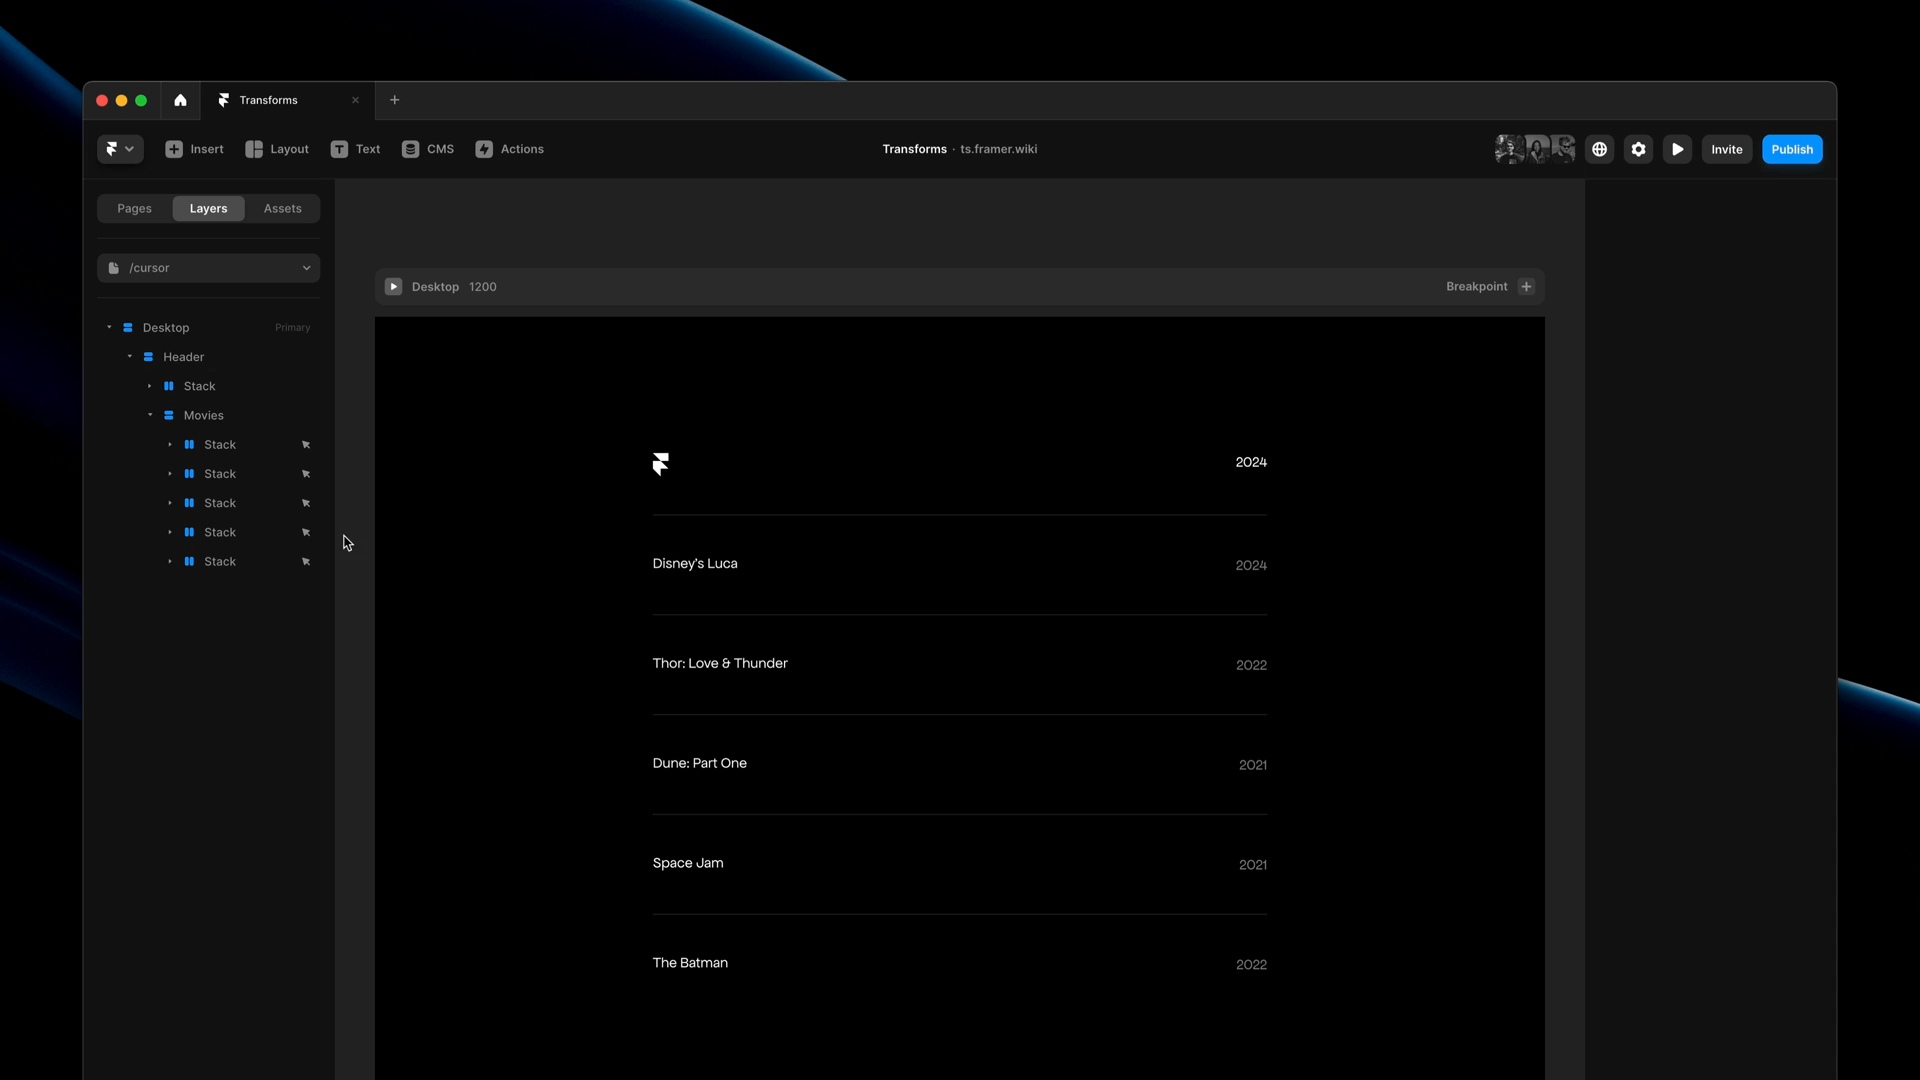 Transforms
Insert Layout Text CMS Actions
Transforms · ts.framer.wiki
Invite Publish
Pages Layers Assets
/cursor
Desktop 1200
Breakpoint
Desktop Primary
Header
Stack
Movies
Stack
Stack
Stack
Stack
Stack
2024
Disney's Luca 2024
Thor: Love & Thunder 2022
Dune: Part One 2021
Space Jam 2021
The Batman 2022